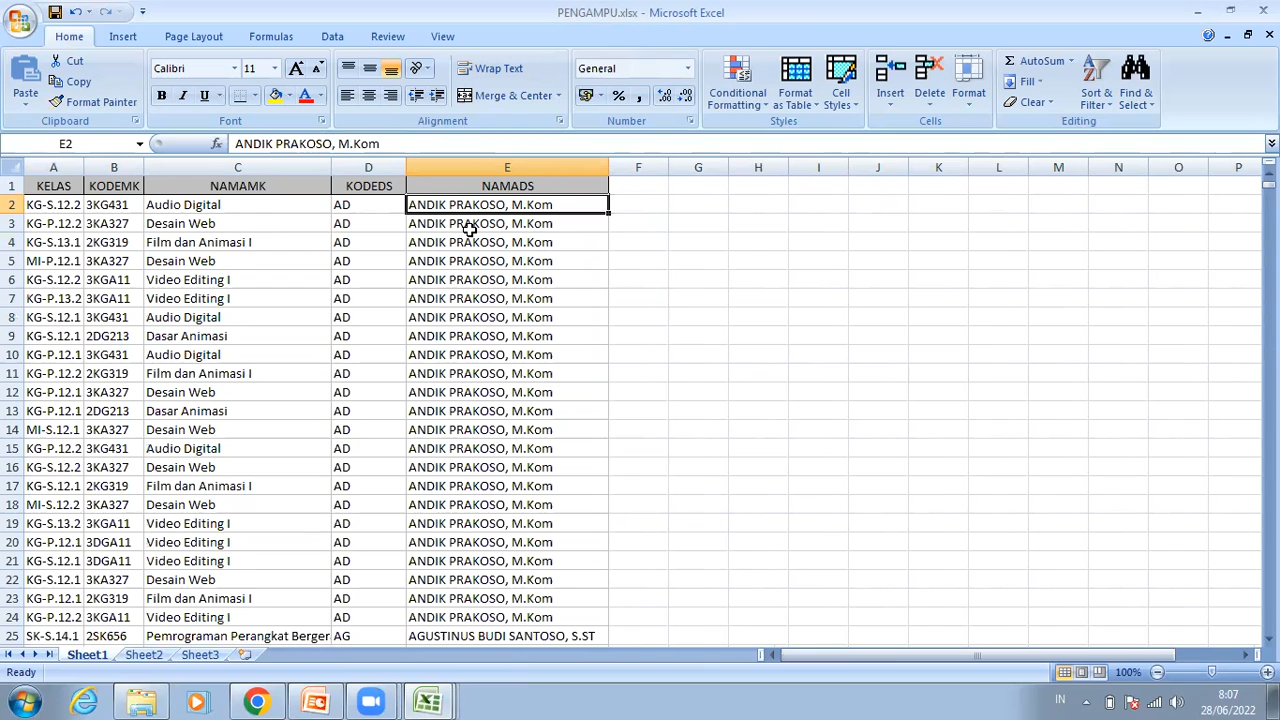 PENGAMPU.xlsx - Microsoft Excel
Home Insert Page Layout Formulas Data Review View
Paste Cut Copy Format Painter Clipboard
Calibri 11 A A B I U A Font
Wrap Text Merge & Center Alignment
General % , Number
Conditional Formatting Format as Table Cell Styles Styles
Insert Delete Format Cells
Σ AutoSum Fill Clear Sort & Filter Find & Select Editing
E2 fx ANDIK PRAKOSO, M.Kom
A B C D E F G H I J K L M N O P
1 KELAS KODEMK NAMAMK KODEDS NAMADS
2 KG-S.12.2 3KG431 Audio Digital AD ANDIK PRAKOSO, M.Kom
3 KG-P.12.2 3KA327 Desain Web AD ANDIK PRAKOSO, M.Kom
4 KG-S.13.1 2KG319 Film dan Animasi I AD ANDIK PRAKOSO, M.Kom
5 MI-P.12.1 3KA327 Desain Web AD ANDIK PRAKOSO, M.Kom
6 KG-S.12.2 3KGA11 Video Editing I AD ANDIK PRAKOSO, M.Kom
7 KG-P.13.2 3KGA11 Video Editing I AD ANDIK PRAKOSO, M.Kom
8 KG-S.12.1 3KG431 Audio Digital AD ANDIK PRAKOSO, M.Kom
9 KG-S.12.1 2DG213 Dasar Animasi AD ANDIK PRAKOSO, M.Kom
10 KG-P.12.1 3KG431 Audio Digital AD ANDIK PRAKOSO, M.Kom
11 KG-P.12.2 2KG319 Film dan Animasi I AD ANDIK PRAKOSO, M.Kom
12 KG-P.12.1 3KA327 Desain Web AD ANDIK PRAKOSO, M.Kom
13 KG-P.12.1 2DG213 Dasar Animasi AD ANDIK PRAKOSO, M.Kom
14 MI-S.12.1 3KA327 Desain Web AD ANDIK PRAKOSO, M.Kom
15 KG-P.12.2 3KG431 Audio Digital AD ANDIK PRAKOSO, M.Kom
16 KG-S.12.2 3KA327 Desain Web AD ANDIK PRAKOSO, M.Kom
17 KG-S.12.1 2KG319 Film dan Animasi I AD ANDIK PRAKOSO, M.Kom
18 MI-S.12.2 3KA327 Desain Web AD ANDIK PRAKOSO, M.Kom
19 KG-S.13.2 3KGA11 Video Editing I AD ANDIK PRAKOSO, M.Kom
20 KG-P.12.1 3DGA11 Video Editing I AD ANDIK PRAKOSO, M.Kom
21 KG-S.12.1 3DGA11 Video Editing I AD ANDIK PRAKOSO, M.Kom
22 KG-S.12.1 3KA327 Desain Web AD ANDIK PRAKOSO, M.Kom
23 KG-P.12.1 2KG319 Film dan Animasi I AD ANDIK PRAKOSO, M.Kom
24 KG-P.12.2 3KGA11 Video Editing I AD ANDIK PRAKOSO, M.Kom
25 SK-S.14.1 2SK656 Pemrograman Perangkat Berger AG AGUSTINUS BUDI SANTOSO, S.ST
Sheet1 Sheet2 Sheet3
Ready 100%
IN 8:07
28/06/2022